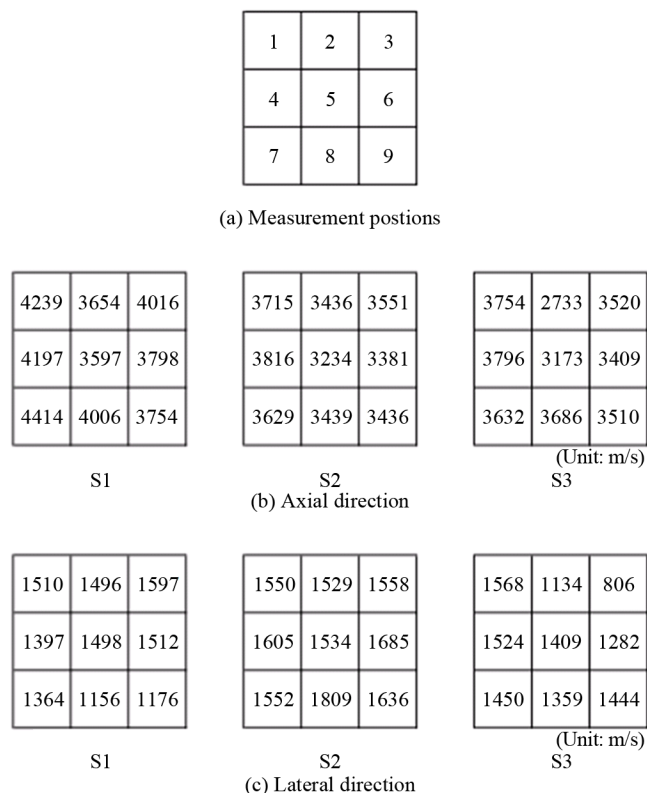 1 2 3
4 5 6
7 8 9
(a) Measurement postions
4239 3654 4016 3715 3436 3551 3754 2733 3520
4197 3597 3798 3816 3234 3381 3796 3173 3409
4414 4006 3754 3629 3439 3436 3632 3686 3510
(Unit: m/s)
S1 S2 S3
(b) Axial direction
1510 1496 1597 1550 1529 1558 1568 1134 806
1397 1498 1512 1605 1534 1685 1524 1409 1282
1364 1156 1176 1552 1809 1636 1450 1359 1444
(Unit: m/s)
S1 S2 S3
(c) Lateral direction